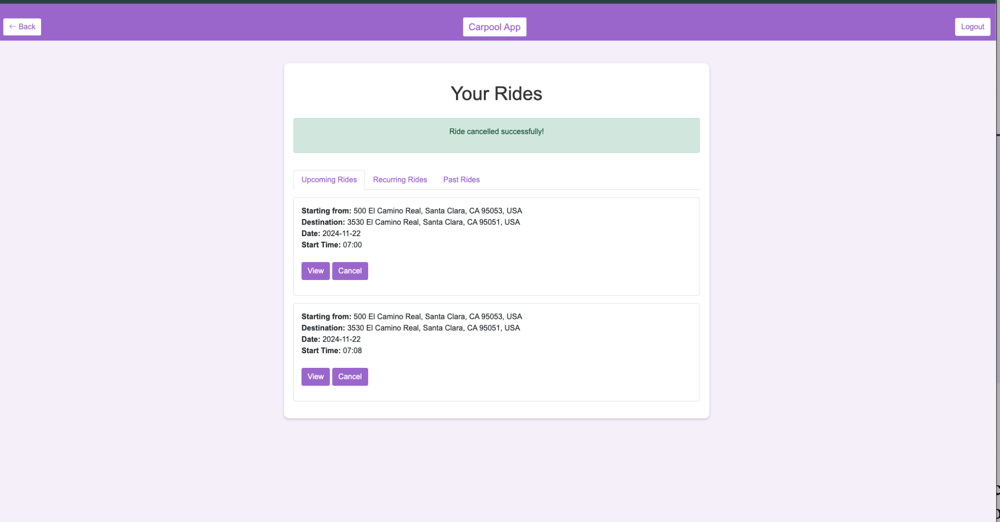 ← Back
Carpool App
Logout
Your Rides
Ride cancelled successfully!
Upcoming Rides
Recurring Rides
Past Rides
Starting from: 500 El Camino Real, Santa Clara, CA 95053, USA
Destination: 3530 El Camino Real, Santa Clara, CA 95051, USA
Date: 2024-11-22
Start Time: 07:00
View
Cancel
Starting from: 500 El Camino Real, Santa Clara, CA 95053, USA
Destination: 3530 El Camino Real, Santa Clara, CA 95051, USA
Date: 2024-11-22
Start Time: 07:08
View
Cancel